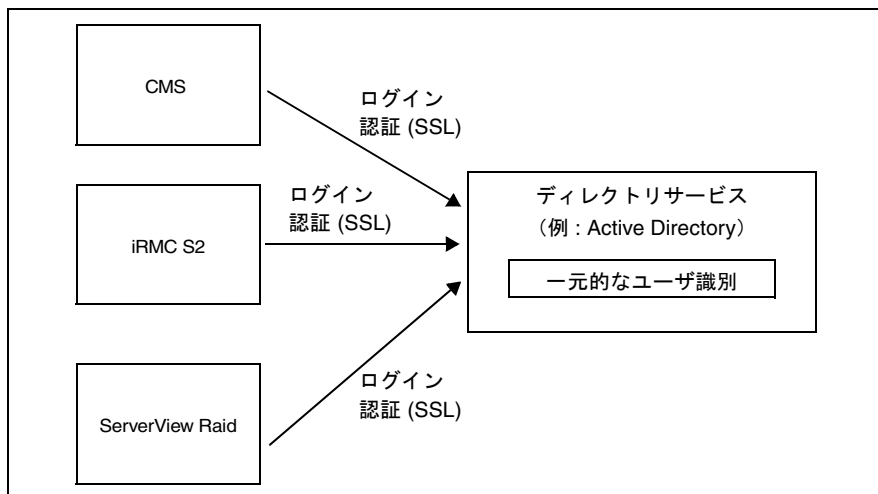 CMS
ログイン
認証 (SSL)
iRMC S2
ログイン
認証 (SSL)
ディレクトリサービス
（例 : Active Directory）
一元的なユーザ識別
ServerView Raid
ログイン
認証 (SSL)